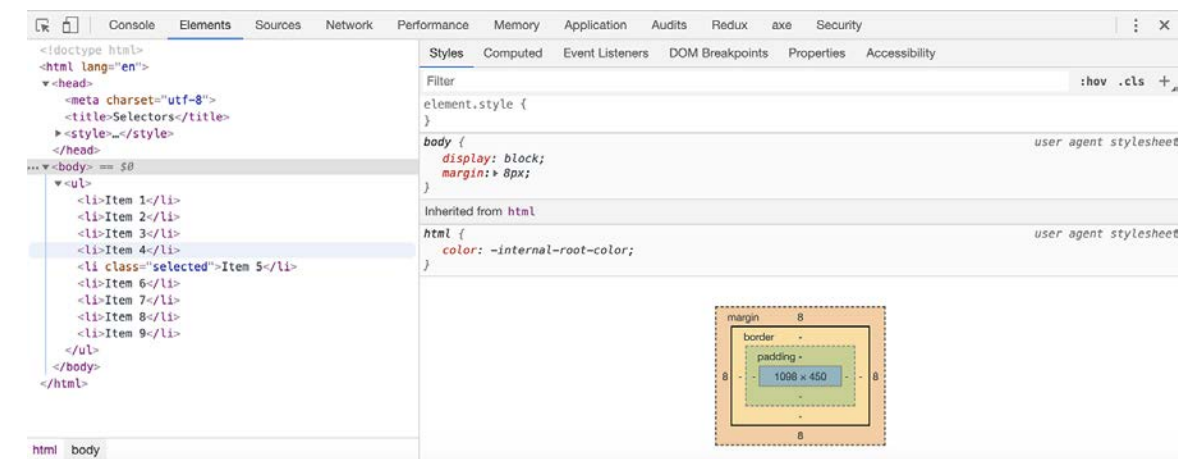 Console Elements Sources Network Performance Memory Application Audits Redux axe Security
<!doctype html>
<html lang="en">
▼<head>
<meta charset="utf-8">
<title>Selectors</title>
▶<style>…</style>
</head>
…▼<body> == $0
▼<ul>
<li>Item 1</li>
<li>Item 2</li>
<li>Item 3</li>
<li>Item 4</li>
<li class="selected">Item 5</li>
<li>Item 6</li>
<li>Item 7</li>
<li>Item 8</li>
<li>Item 9</li>
</ul>
</body>
</html>
html body
Styles Computed Event Listeners DOM Breakpoints Properties Accessibility
Filter :hov .cls +
element.style {
}
body { user agent stylesheet
display: block;
margin:▶ 8px;
}
Inherited from html
html { user agent stylesheet
color: -internal-root-color;
}
margin 8
border -
padding -
8 - - 1098 × 450 - - 8
-
-
8